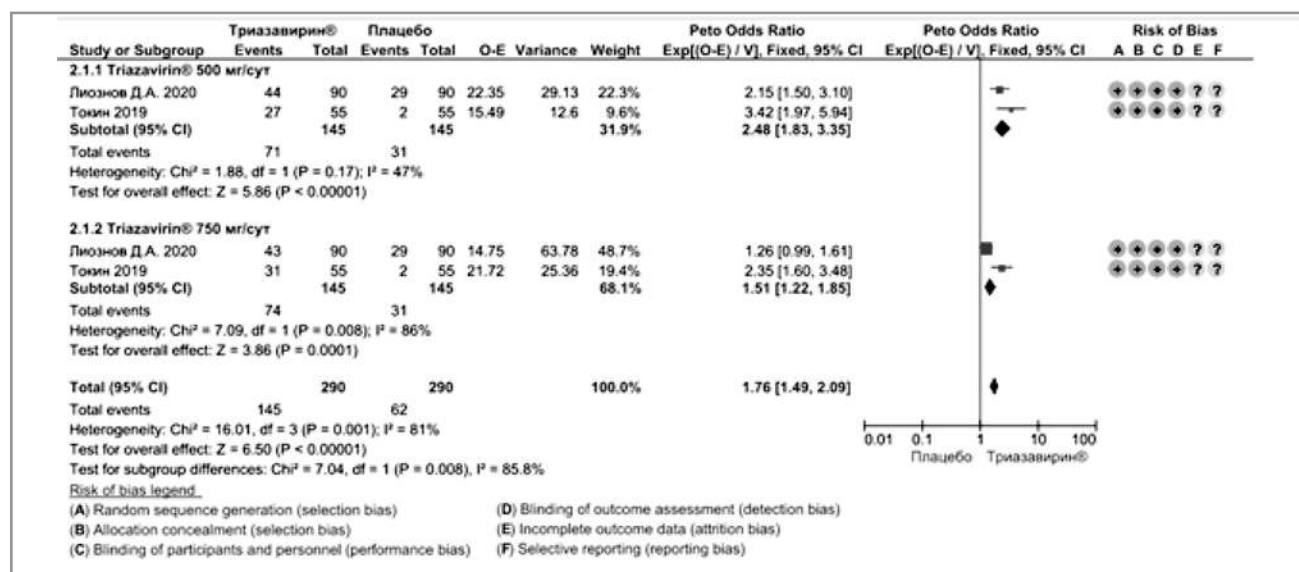 Триазавирин® Плацебо Peto Odds Ratio Peto Odds Ratio Risk of Bias
Study or Subgroup Events Total Events Total O-E Variance Weight Exp[(O-E) / V], Fixed, 95% CI Exp[(O-E) / V], Fixed, 95% CI A B C D E F
2.1.1 Triazavirin® 500 мг/сут
Лиознов Д.А. 2020 44 90 29 90 22.35 29.13 22.3% 2.15 [1.50, 3.10] + + + + ? ?
Токин 2019 27 55 2 55 15.49 12.6 9.6% 3.42 [1.97, 5.94] + + + + ? ?
Subtotal (95% CI) 145 145 31.9% 2.48 [1.83, 3.35]
Total events 71 31
Heterogeneity: Chi² = 1.88, df = 1 (P = 0.17); I² = 47%
Test for overall effect: Z = 5.86 (P < 0.00001)
2.1.2 Triazavirin® 750 мг/сут
Лиознов Д.А. 2020 43 90 29 90 14.75 63.78 48.7% 1.26 [0.99, 1.61] + + + + ? ?
Токин 2019 31 55 2 55 21.72 25.36 19.4% 2.35 [1.60, 3.48] + + + + ? ?
Subtotal (95% CI) 145 145 68.1% 1.51 [1.22, 1.85]
Total events 74 31
Heterogeneity: Chi² = 7.09, df = 1 (P = 0.008); I² = 86%
Test for overall effect: Z = 3.86 (P = 0.0001)
Total (95% CI) 290 290 100.0% 1.76 [1.49, 2.09]
Total events 145 62
Heterogeneity: Chi² = 16.01, df = 3 (P = 0.001); I² = 81%
Test for overall effect: Z = 6.50 (P < 0.00001)
Test for subgroup differences: Chi² = 7.04, df = 1 (P = 0.008), I² = 85.8%
0.01 0.1 1 10 100
Плацебо Триазавирин®
Risk of bias legend
(A) Random sequence generation (selection bias)
(B) Allocation concealment (selection bias)
(C) Blinding of participants and personnel (performance bias)
(D) Blinding of outcome assessment (detection bias)
(E) Incomplete outcome data (attrition bias)
(F) Selective reporting (reporting bias)